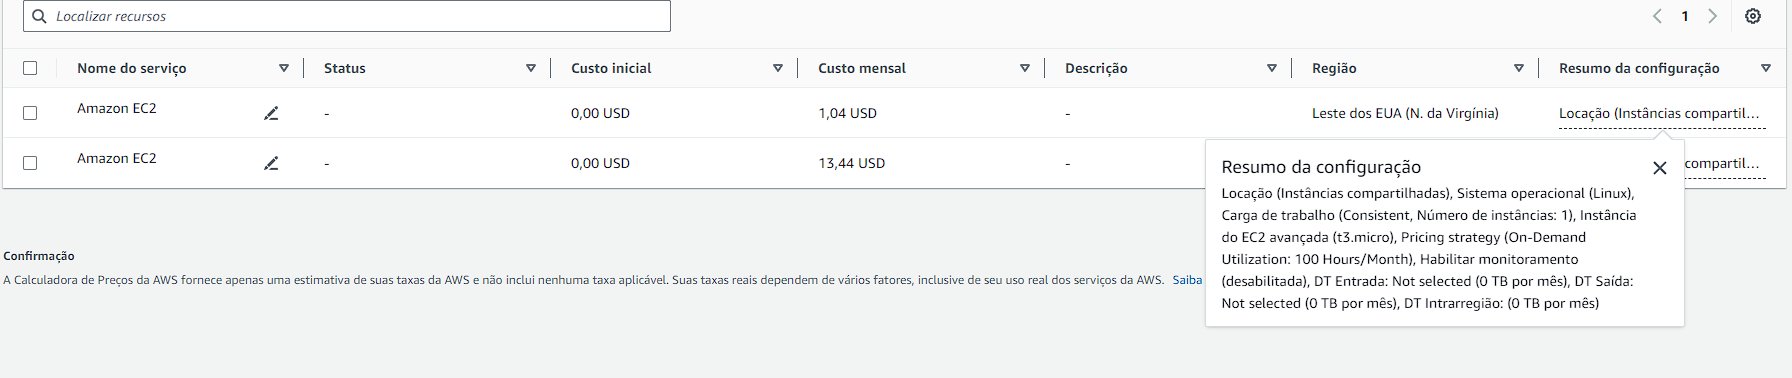 Localizar recursos
1
Nome do serviço Status Custo inicial Custo mensal Descrição Região Resumo da configuração
Amazon EC2 - 0,00 USD 1,04 USD - Leste dos EUA (N. da Virgínia) Locação (Instâncias compartil...
Amazon EC2 - 0,00 USD 13,44 USD - compartil...
Resumo da configuração
Locação (Instâncias compartilhadas), Sistema operacional (Linux),
Carga de trabalho (Consistent, Número de instâncias: 1), Instância
do EC2 avançada (t3.micro), Pricing strategy (On-Demand
Utilization: 100 Hours/Month), Habilitar monitoramento
(desabilitada), DT Entrada: Not selected (0 TB por mês), DT Saída:
Not selected (0 TB por mês), DT Intrarregião: (0 TB por mês)
Confirmação
A Calculadora de Preços da AWS fornece apenas uma estimativa de suas taxas da AWS e não inclui nenhuma taxa aplicável. Suas taxas reais dependem de vários fatores, inclusive de seu uso real dos serviços da AWS. Saiba